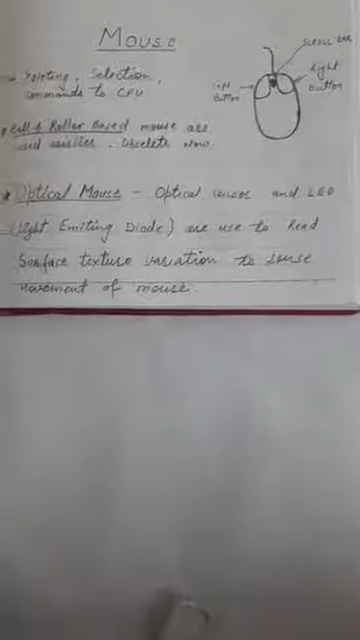 MOUSE
SCROLL BAR
Right
Button
Left
Button
- Pointing, Selection,
commands to CPU
Ball & Roller Based mouse are
used earlier. Obsolete Now.
* Optical Mouse - Optical sensor and LED
(Light Emitting Diode) are use to Read
Surface texture variation to sense
movement of mouse.